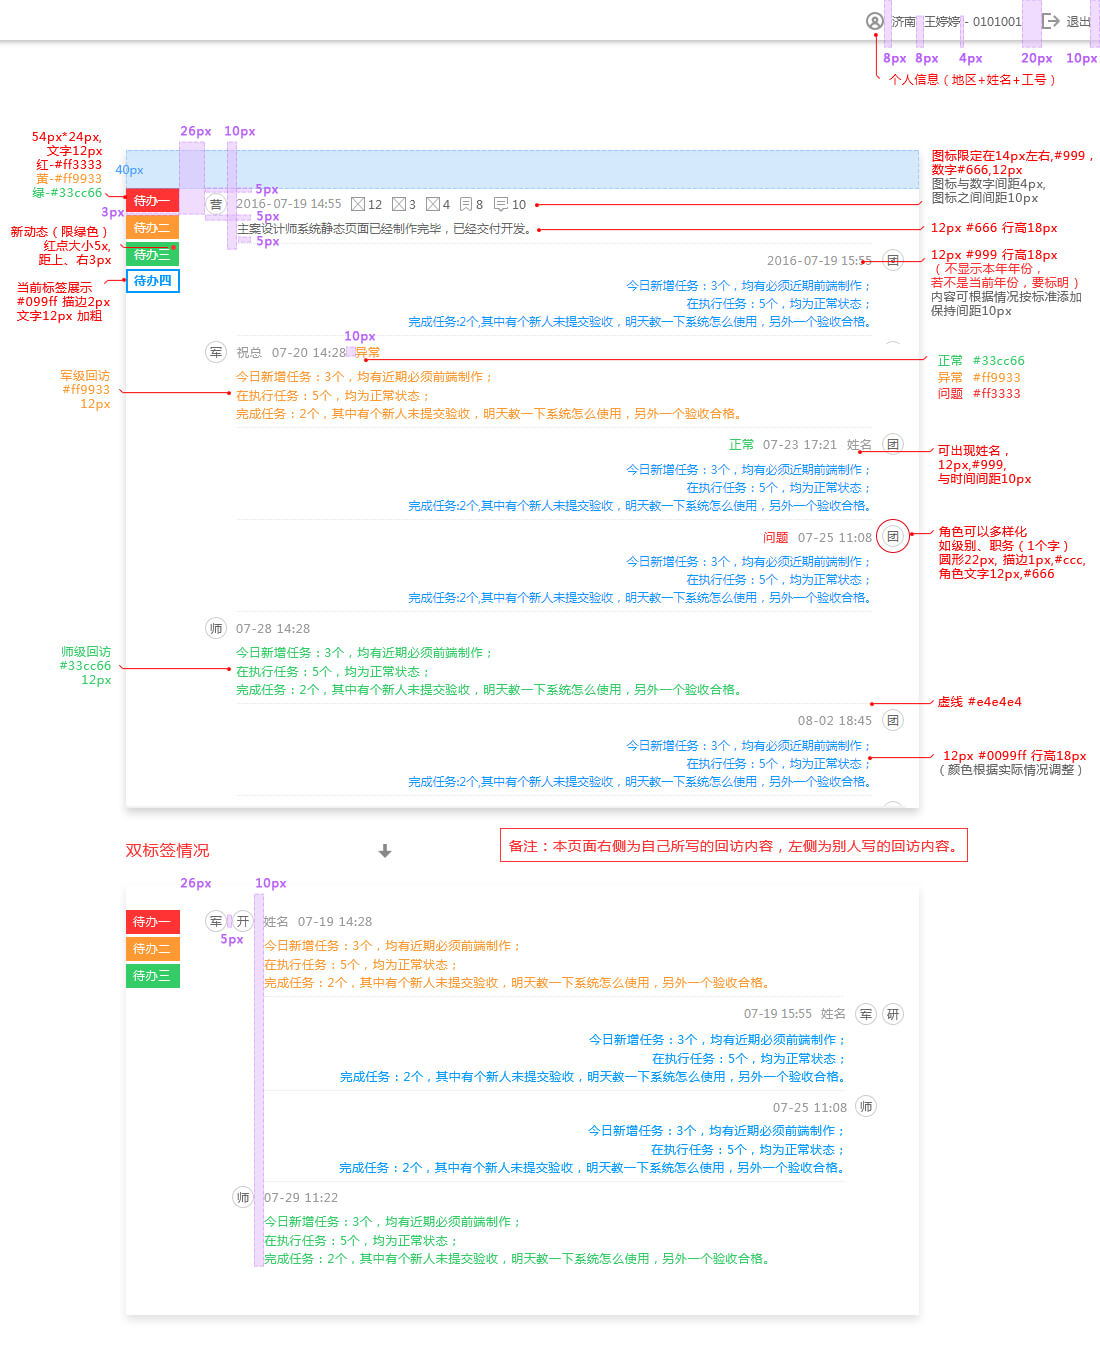 济南 王婷婷 - 0101001 退出
8px 8px 4px 20px 10px
个人信息（地区+姓名+工号）
26px 10px
54px*24px,
文字12px
红-#ff3333
黄-#ff9933
绿-#33cc66
40px
3px
新动态（限绿色）
红点大小5x,
距上、右3px
当前标签展示
#099ff 描边2px
文字12px 加粗
待办一
待办二
待办三
待办四
5px
营 2016-07-19 14:55 12 3 4 8 10
5px
主案设计师系统静态页面已经制作完毕，已经交付开发。
5px
图标限定在14px左右,#999，
数字#666,12px
图标与数字间距4px,
图标之间间距10px
12px #666 行高18px
2016-07-19 15:55 团
今日新增任务：3个，均有必须近期前端制作；
在执行任务：5个，均为正常状态；
完成任务:2个,其中有个新人未提交验收，明天教一下系统怎么使用，另外一个验收合格。
12px #999 行高18px
（不显示本年年份，
若不是当前年份，要标明）
内容可根据情况按标准添加
保持间距10px
10px
军 祝总 07-20 14:28 异常
今日新增任务：3个，均有近期必须前端制作；
在执行任务：5个，均为正常状态；
完成任务：2个，其中有个新人未提交验收，明天教一下系统怎么使用，另外一个验收合格。
军级回访
#ff9933
12px
正常 #33cc66
异常 #ff9933
问题 #ff3333
正常 07-23 17:21 姓名 团
今日新增任务：3个，均有必须近期前端制作；
在执行任务：5个，均为正常状态；
完成任务:2个,其中有个新人未提交验收，明天教一下系统怎么使用，另外一个验收合格。
可出现姓名，
12px,#999,
与时间间距10px
问题 07-25 11:08 团
今日新增任务：3个，均有必须近期前端制作；
在执行任务：5个，均为正常状态；
完成任务:2个,其中有个新人未提交验收，明天教一下系统怎么使用，另外一个验收合格。
角色可以多样化
如级别、职务（1个字）
圆形22px, 描边1px,#ccc,
角色文字12px,#666
师 07-28 14:28
今日新增任务：3个，均有近期必须前端制作；
在执行任务：5个，均为正常状态；
完成任务：2个，其中有个新人未提交验收，明天教一下系统怎么使用，另外一个验收合格。
师级回访
#33cc66
12px
虚线 #e4e4e4
08-02 18:45 团
今日新增任务：3个，均有必须近期前端制作；
在执行任务：5个，均为正常状态；
完成任务:2个,其中有个新人未提交验收，明天教一下系统怎么使用，另外一个验收合格。
12px #0099ff 行高18px
（颜色根据实际情况调整）
双标签情况
备注：本页面右侧为自己所写的回访内容，左侧为别人写的回访内容。
26px 10px
待办一
待办二
待办三
军 开 姓名 07-19 14:28
5px
今日新增任务：3个，均有近期必须前端制作；
在执行任务：5个，均为正常状态；
完成任务：2个，其中有个新人未提交验收，明天教一下系统怎么使用，另外一个验收合格。
07-19 15:55 姓名 军 研
今日新增任务：3个，均有近期必须前端制作；
在执行任务：5个，均为正常状态；
完成任务：2个，其中有个新人未提交验收，明天教一下系统怎么使用，另外一个验收合格。
07-25 11:08 师
今日新增任务：3个，均有近期必须前端制作；
在执行任务：5个，均为正常状态；
完成任务：2个，其中有个新人未提交验收，明天教一下系统怎么使用，另外一个验收合格。
师 07-29 11:22
今日新增任务：3个，均有近期必须前端制作；
在执行任务：5个，均为正常状态；
完成任务：2个，其中有个新人未提交验收，明天教一下系统怎么使用，另外一个验收合格。